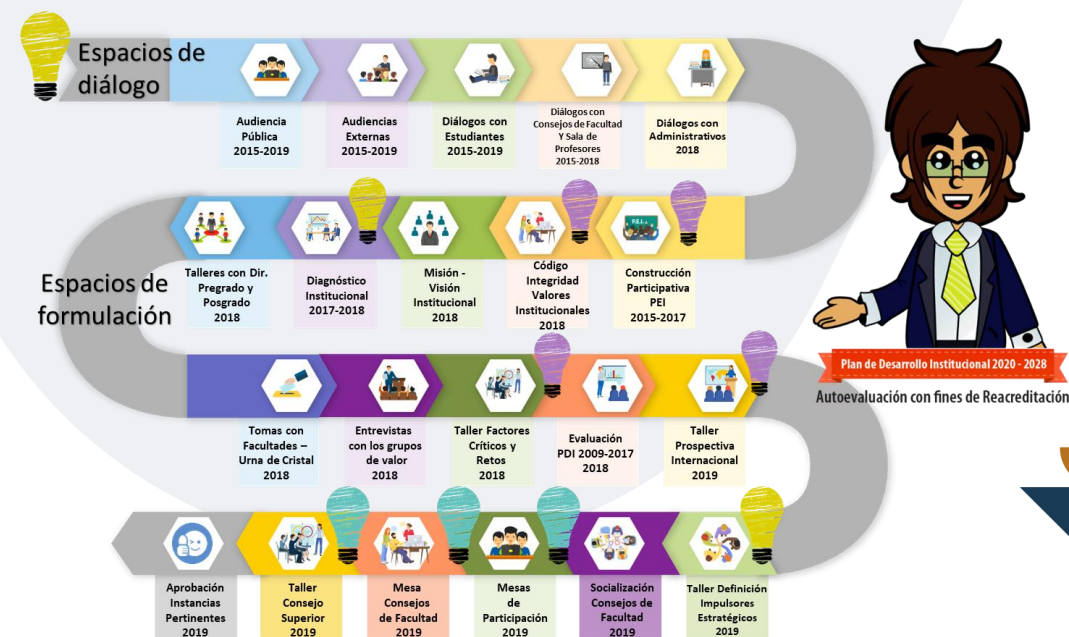 Espacios de
diálogo
Audiencia
Pública
2015-2019
Audiencias
Externas
2015-2019
Diálogos con
Estudiantes
2015-2019
Diálogos con
Consejos de Facultad
Y Sala de
Profesores
2015-2018
Diálogos con
Administrativos
2018
Espacios de
formulación
Talleres con Dir.
Pregrado y
Posgrado
2018
Diagnóstico
Institucional
2017-2018
Misión -
Visión
Institucional
2018
Código
Integridad
Valores
Institucionales
2018
P.E.I.
Construcción
Participativa
PEI
2015-2017
Plan de Desarrollo Institucional 2020 - 2028
Autoevaluación con fines de Reacreditación
Tomas con
Facultades –
Urna de Cristal
2018
Entrevistas
con los grupos
de valor
2018
Taller Factores
Críticos y
Retos
2018
Evaluación
PDI 2009-2017
2018
Taller
Prospectiva
Internacional
2019
Aprobación
Instancias
Pertinentes
2019
Taller
Consejo
Superior
2019
Mesa
Consejos
de Facultad
2019
Mesas
de
Participación
2019
Socialización
Consejos de
Facultad
2019
Taller Definición
Impulsores
Estratégicos
2019